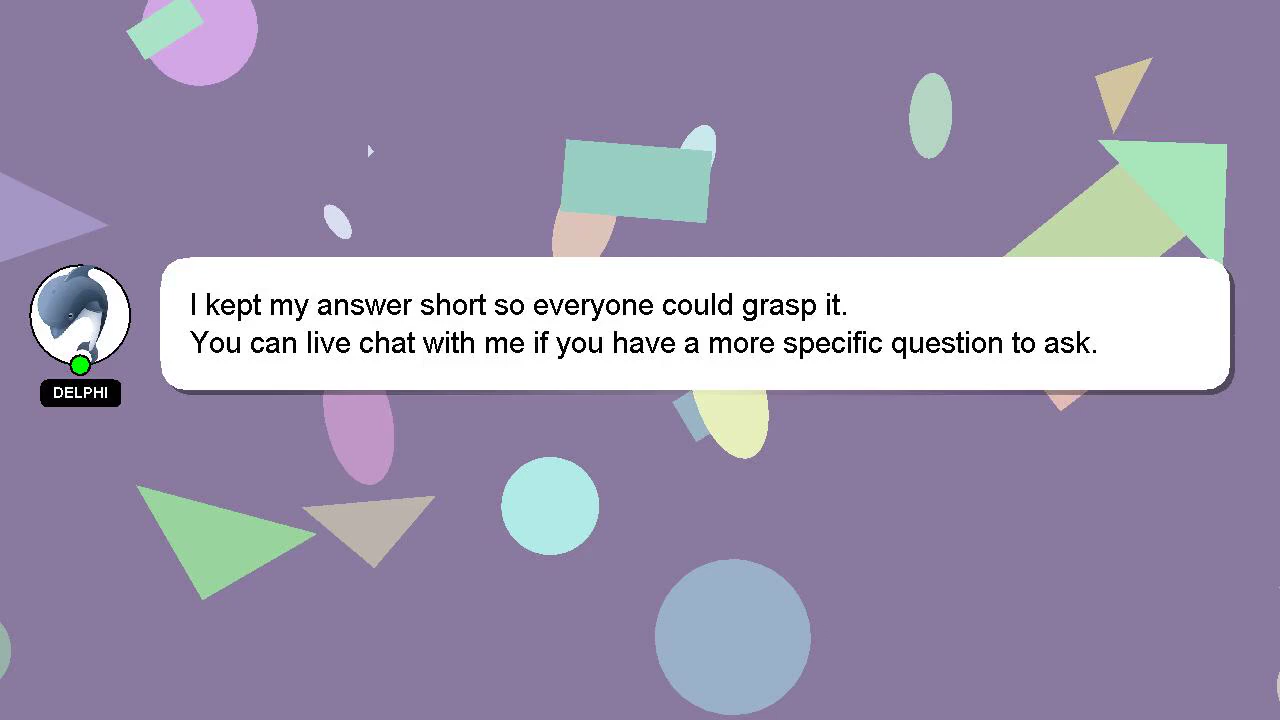 I kept my answer short so everyone could grasp it.
You can live chat with me if you have a more specific question to ask.
DELPHI